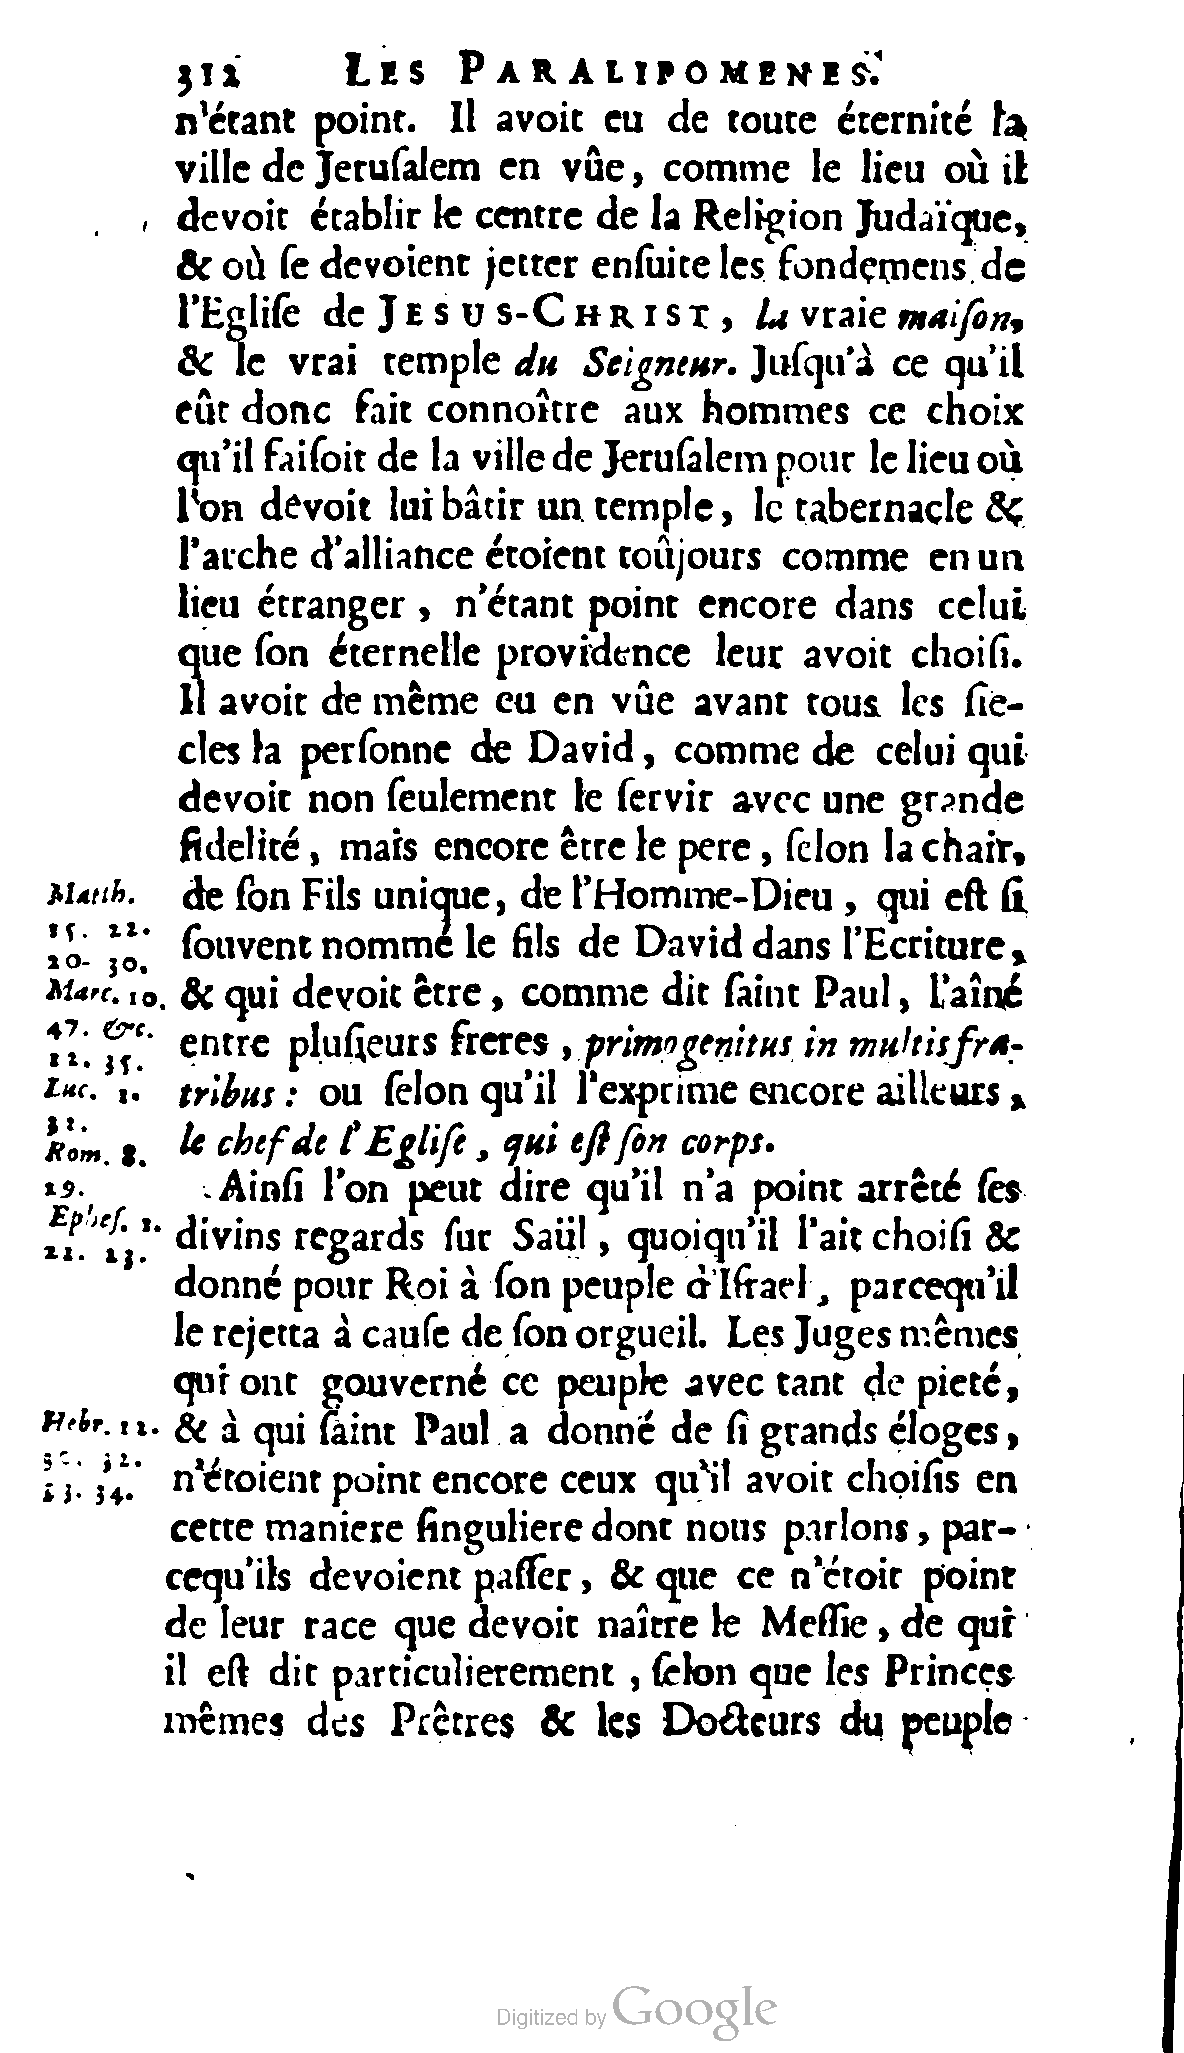 312 LES PARALIPOMENES.
n'étant point. Il avoit eu de toute éternité la
ville de Jeruſalem en vûe, comme le lieu où il
devoit établir le centre de la Religion Judaïque,
& où ſe devoient jetter enſuite les fondemens de
l'Egliſe de JESUS-CHRIST, la vraie maiſon,
& le vrai temple du Seigneur. Juſqu'à ce qu'il
eût donc fait connoître aux hommes ce choix
qu'il faiſoit de la ville de Jeruſalem pour le lieu où
l'on devoit lui bâtir un temple, le tabernacle &
l'arche d'alliance étoient toûjours comme en un
lieu étranger, n'étant point encore dans celui
que ſon éternelle providence leur avoit choiſi.
Il avoit de même eu en vûe avant tous les ſie-
cles la perſonne de David, comme de celui qui
devoit non ſeulement le ſervir avec une grande
fidelité, mais encore être le pere, ſelon la chair,
de ſon Fils unique, de l'Homme-Dieu, qui eſt ſi
ſouvent nommé le fils de David dans l'Ecriture,
& qui devoit être, comme dit ſaint Paul, l'aîné
entre pluſieurs freres, primogenitus in multis fra-
tribus : ou ſelon qu'il l'exprime encore ailleurs,
le chef de l'Egliſe, qui eſt ſon corps.
Ainſi l'on peut dire qu'il n'a point arrêté ſes
divins regards ſur Saül, quoiqu'il l'ait choiſi &
donné pour Roi à ſon peuple d'Iſrael, parcequ'il
le rejetta à cauſe de ſon orgueil. Les Juges mêmes
qui ont gouverné ce peuple avec tant de pieté,
& à qui ſaint Paul a donné de ſi grands éloges,
n'étoient point encore ceux qu'il avoit choiſis en
cette maniere ſinguliere dont nous parlons, par-
cequ'ils devoient paſſer, & que ce n'étoit point
de leur race que devoit naître le Meſſie, de qui
il eſt dit particulierement, ſelon que les Princes
mêmes des Prêtres & les Docteurs du peuple
Matth.
15. 22.
20. 30.
Marc. 10.
47. &c.
12. 35.
Luc. 1.
32.
Rom. 8.
29.
Epheſ. 1.
22. 23.
Hebr. 11.
32.
33. 34.
Digitized by Google